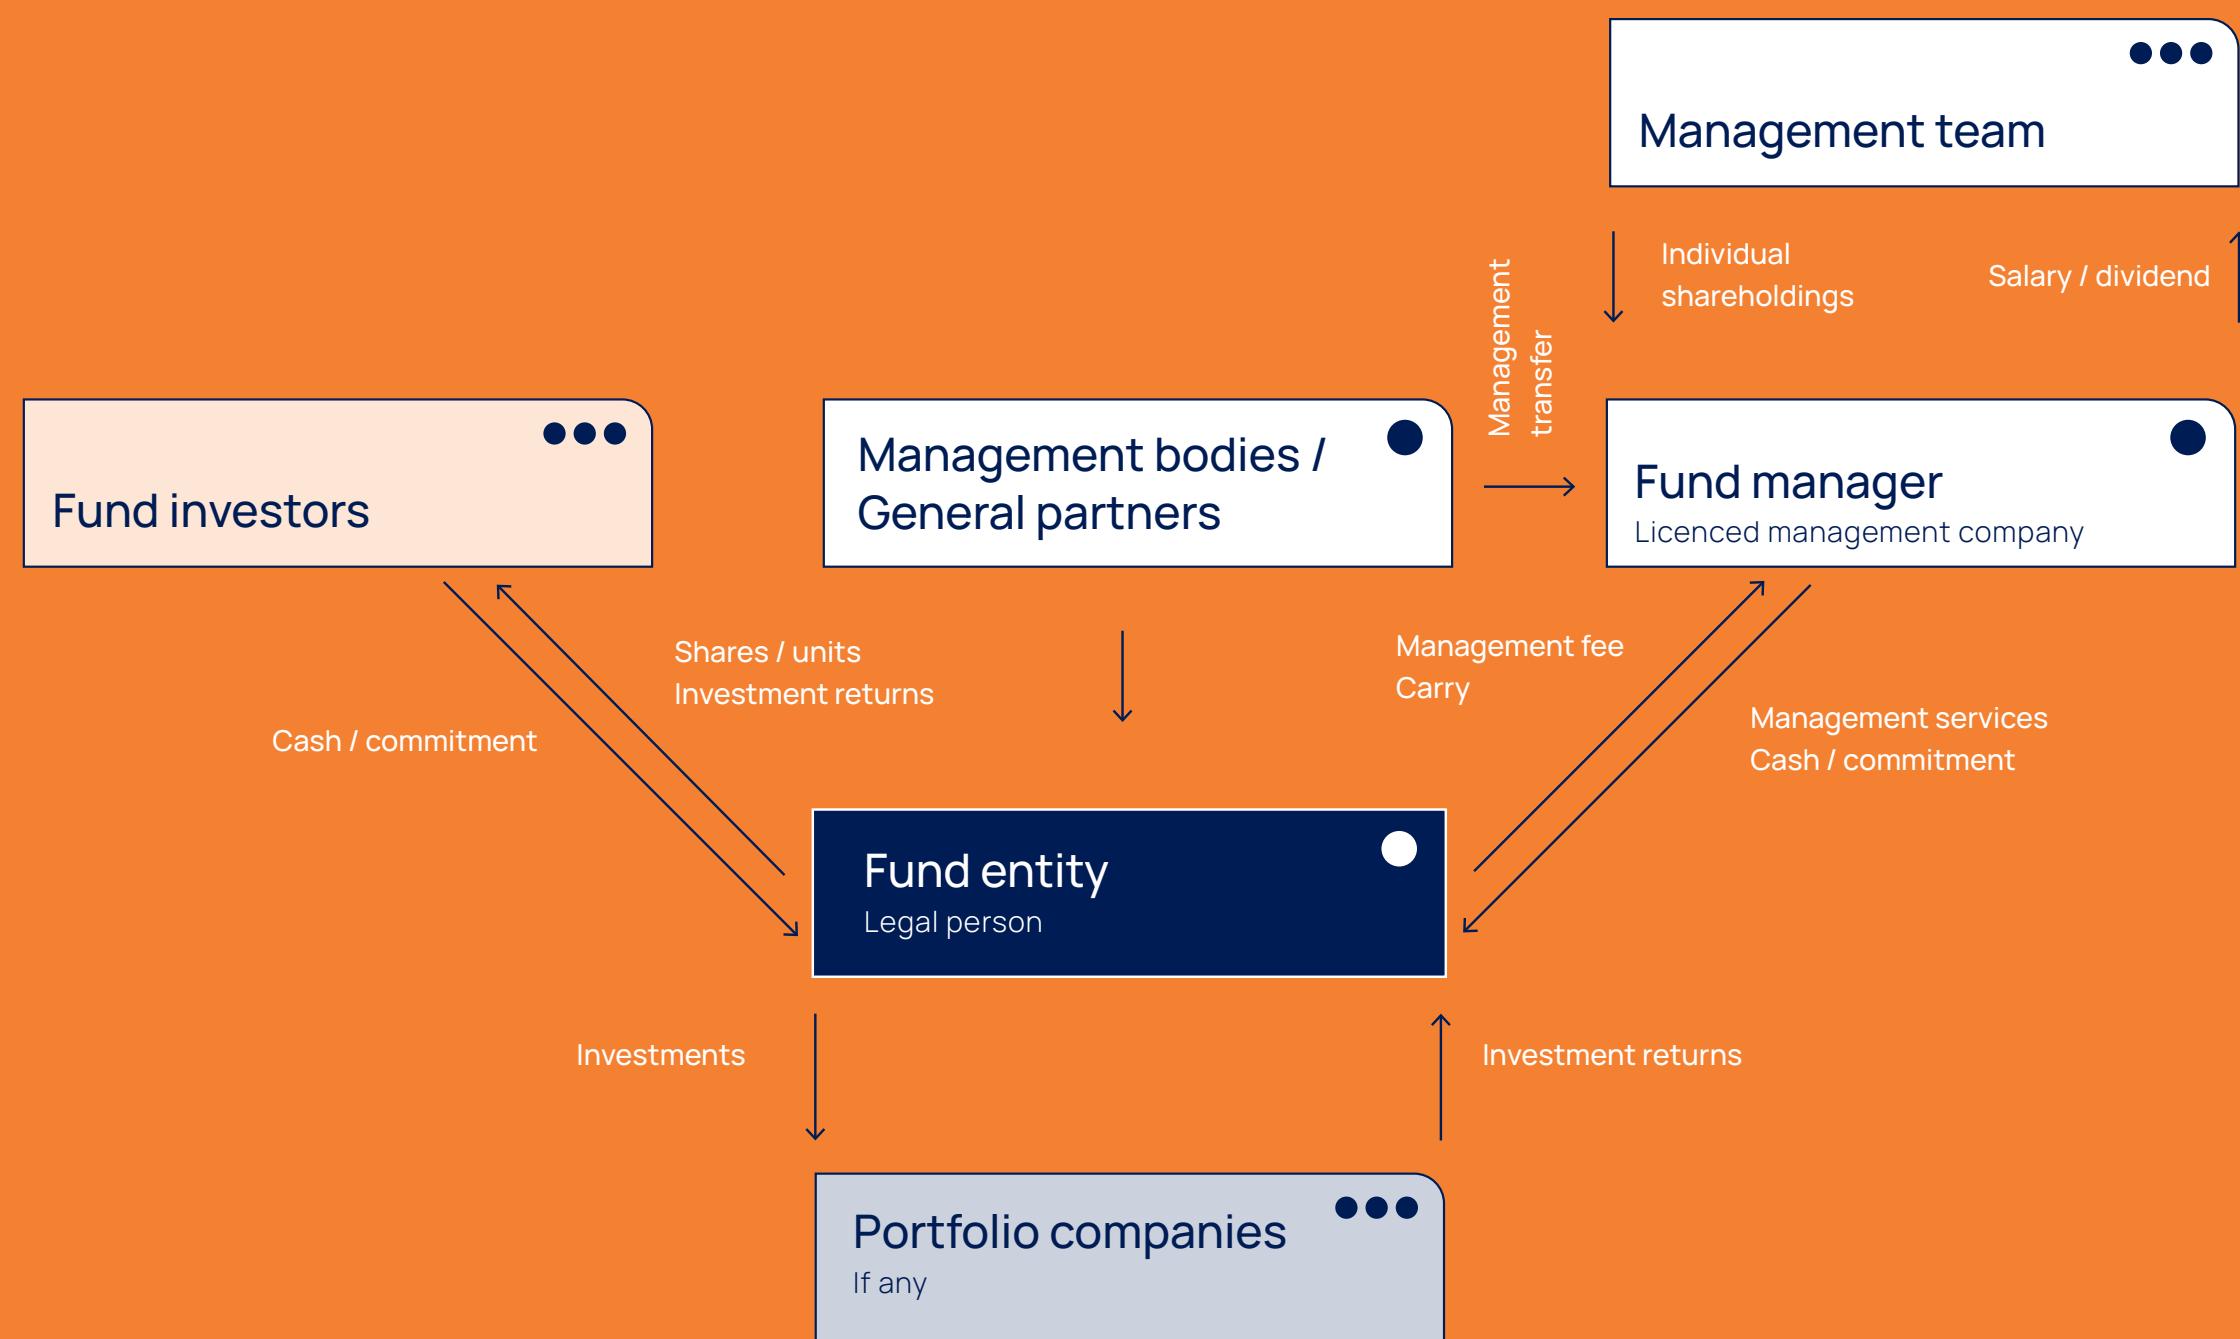 Management team
Individual
shareholdings
Salary / dividend
Management
transfer
Fund investors
Management bodies /
General partners
Fund manager
Licenced management company
Shares / units
Investment returns
Cash / commitment
Management fee
Carry
Management services
Cash / commitment
Fund entity
Legal person
Investments
Investment returns
Portfolio companies
If any